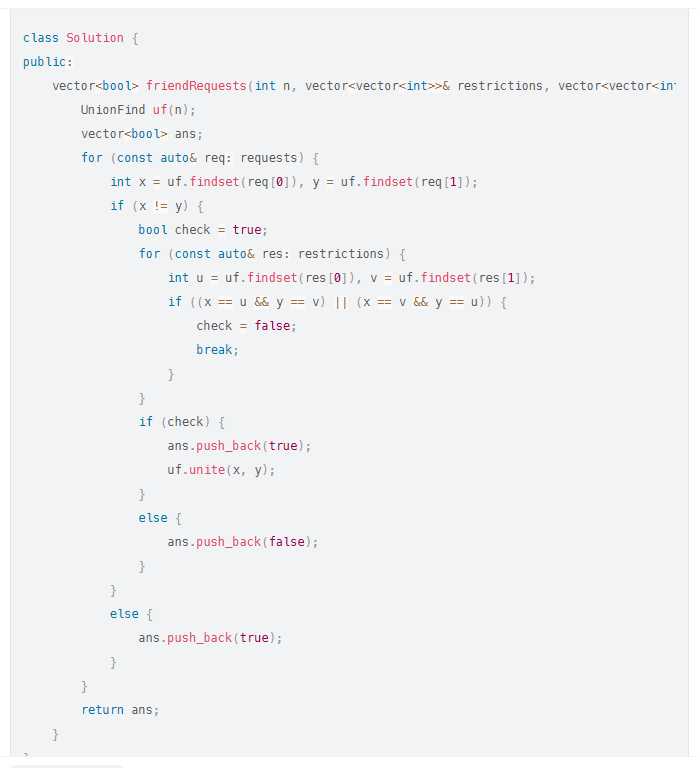 class Solution {
public:
    vector<bool> friendRequests(int n, vector<vector<int>>& restrictions, vector<vector<in
        UnionFind uf(n);
        vector<bool> ans;
        for (const auto& req: requests) {
            int x = uf.findset(req[0]), y = uf.findset(req[1]);
            if (x != y) {
                bool check = true;
                for (const auto& res: restrictions) {
                    int u = uf.findset(res[0]), v = uf.findset(res[1]);
                    if ((x == u && y == v) || (x == v && y == u)) {
                        check = false;
                        break;
                    }
                }
                if (check) {
                    ans.push_back(true);
                    uf.unite(x, y);
                }
                else {
                    ans.push_back(false);
                }
            }
            else {
                ans.push_back(true);
            }
        }
        return ans;
    }